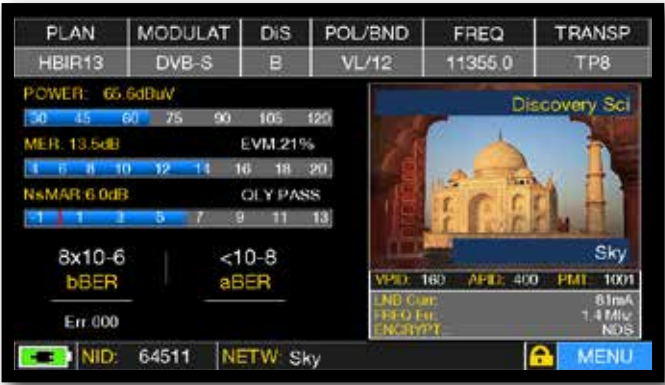 PLAN MODULAT DiS POL/BND FREQ TRANSP
HBIR13 DVB-S B VL/12 11355.0 TP8
POWER: 65.6dBuV
30 45 60 75 90 105 120
MER: 13.5dB EVM:21%
4 6 8 10 12 14 16 18 20
NsMAR:6.0dB QLY:PASS
-1 1 3 5 7 9 11 13
8x10-6 <10-8
bBER aBER
Err:000
Discovery Sci
Sky
VPID: 160 APID: 400 PMT: 1001
LND Curr: 81mA
FREQ Err: 1.4 Mhz
ENCRYPT: NDS
NID: 64511 NETW: Sky MENU